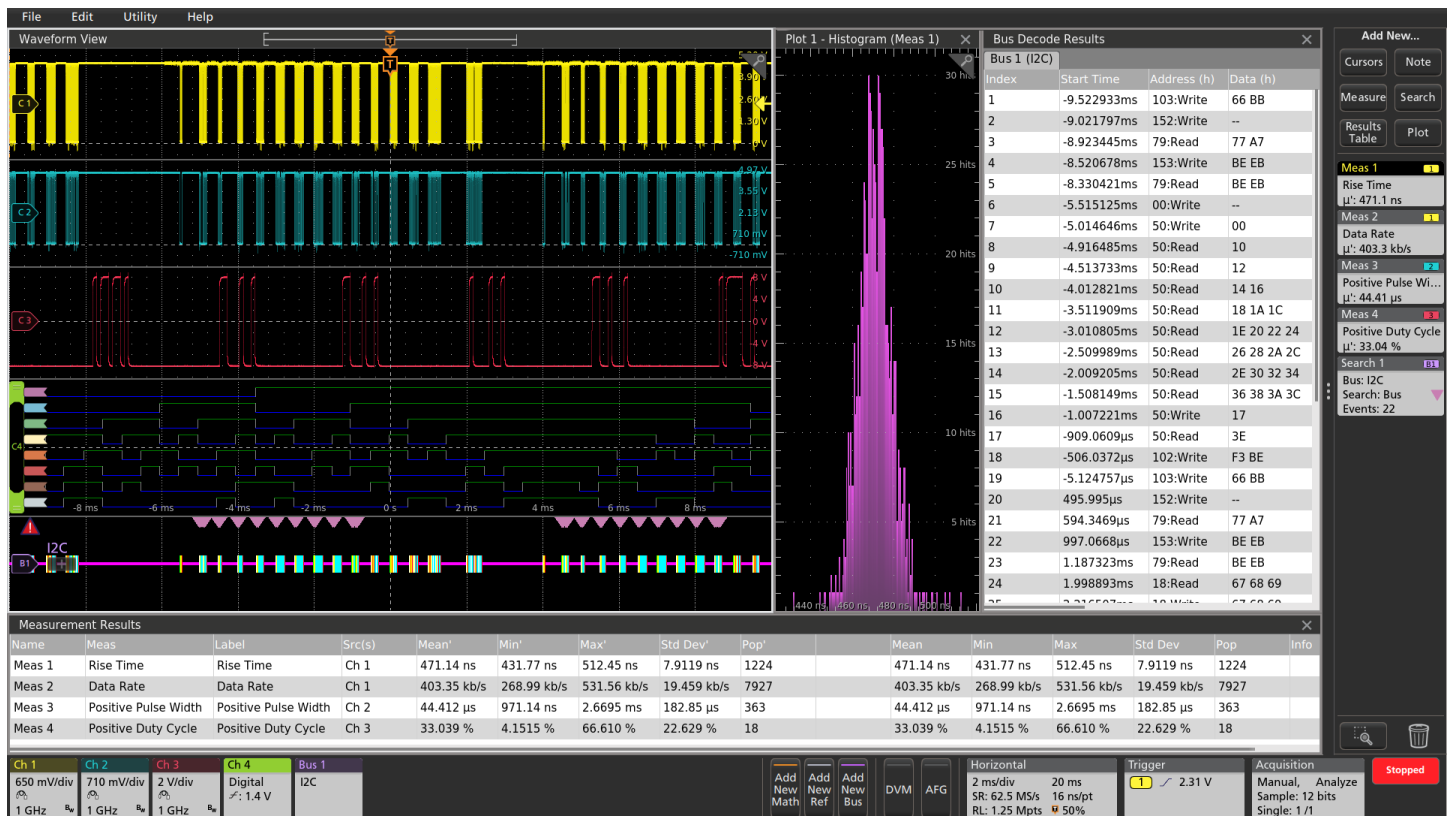 File Edit Utility Help
Waveform View
T
T
C 1
3.90 V
2.60 V
1.30 V
0 V
C 2
4.97 V
3.55 V
2.13 V
710 mV
-710 mV
C 3
8 V
4 V
0 V
-4 V
-8 V
C4
-8 ms -6 ms -4 ms -2 ms 0 s 2 ms 4 ms 6 ms 8 ms
I2C
B1
Plot 1 - Histogram (Meas 1)
30 hits
25 hits
20 hits
15 hits
10 hits
5 hits
440 ns 460 ns 480 ns 500 ns
Bus Decode Results
Bus 1 (I2C)
Index Start Time Address (h) Data (h)
1 -9.522933ms 103:Write 66 BB
2 -9.021797ms 152:Write --
3 -8.923445ms 79:Read 77 A7
4 -8.520678ms 153:Write BE EB
5 -8.330421ms 79:Read BE EB
6 -5.515125ms 00:Write --
7 -5.014646ms 50:Write 00
8 -4.916485ms 50:Read 10
9 -4.513733ms 50:Read 12
10 -4.012821ms 50:Read 14 16
11 -3.511909ms 50:Read 18 1A 1C
12 -3.010805ms 50:Read 1E 20 22 24
13 -2.509989ms 50:Read 26 28 2A 2C
14 -2.009205ms 50:Read 2E 30 32 34
15 -1.508149ms 50:Read 36 38 3A 3C
16 -1.007221ms 50:Write 17
17 -909.0609µs 50:Read 3E
18 -506.0372µs 102:Write F3 BE
19 -5.124757µs 103:Write 66 BB
20 495.995µs 152:Write --
21 594.3469µs 79:Read 77 A7
22 997.0668µs 153:Write BE EB
23 1.187323ms 79:Read BE EB
24 1.998893ms 18:Read 67 68 69
Add New...
Cursors Note
Measure Search
Results Table Plot
Meas 1 1
Rise Time
µ': 471.1 ns
Meas 2 1
Data Rate
µ': 403.3 kb/s
Meas 3 2
Positive Pulse Wi...
µ': 44.41 µs
Meas 4 3
Positive Duty Cycle
µ': 33.04 %
Search 1 B1
Bus: I2C
Search: Bus
Events: 22
Measurement Results
Name Meas Label Src(s) Mean' Min' Max' Std Dev' Pop' Mean Min Max Std Dev Pop Info
Meas 1 Rise Time Rise Time Ch 1 471.14 ns 431.77 ns 512.45 ns 7.9119 ns 1224 471.14 ns 431.77 ns 512.45 ns 7.9119 ns 1224
Meas 2 Data Rate Data Rate Ch 1 403.35 kb/s 268.99 kb/s 531.56 kb/s 19.459 kb/s 7927 403.35 kb/s 268.99 kb/s 531.56 kb/s 19.459 kb/s 7927
Meas 3 Positive Pulse Width Positive Pulse Width Ch 2 44.412 µs 971.14 ns 2.6695 ms 182.85 µs 363 44.412 µs 971.14 ns 2.6695 ms 182.85 µs 363
Meas 4 Positive Duty Cycle Positive Duty Cycle Ch 3 33.039 % 4.1515 % 66.610 % 22.629 % 18 33.039 % 4.1515 % 66.610 % 22.629 % 18
Ch 1
650 mV/div
1 GHz Bw
Ch 2
710 mV/div
1 GHz Bw
Ch 3
2 V/div
1 GHz Bw
Ch 4
Digital
: 1.4 V
Bus 1
I2C
Add New Math
Add New Ref
Add New Bus
DVM
AFG
Horizontal
2 ms/div 20 ms
SR: 62.5 MS/s 16 ns/pt
RL: 1.25 Mpts 50%
Trigger
1 2.31 V
Acquisition
Manual, Analyze
Sample: 12 bits
Single: 1 /1
Stopped